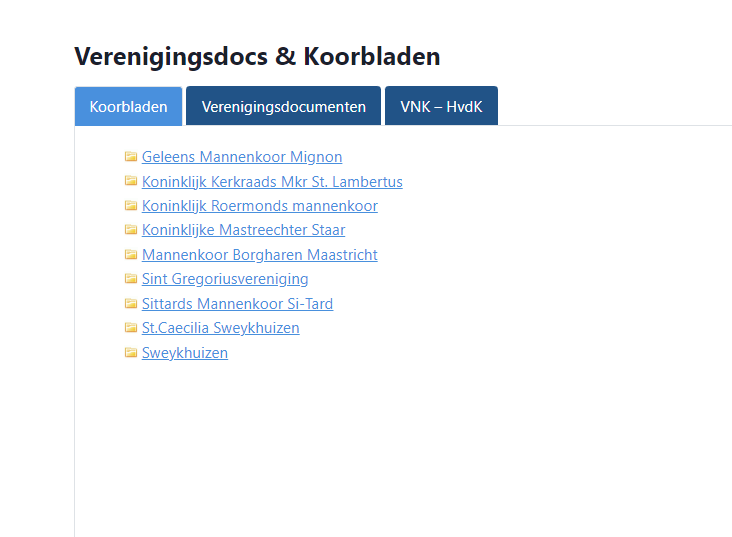 Verenigingsdocs & Koorbladen
Koorbladen
Verenigingsdocumenten
VNK – HvdK
Geleens Mannenkoor Mignon
Koninklijk Kerkraads Mkr St. Lambertus
Koninklijk Roermonds mannenkoor
Koninklijke Mastreechter Staar
Mannenkoor Borgharen Maastricht
Sint Gregoriusvereniging
Sittards Mannenkoor Si-Tard
St.Caecilia Sweykhuizen
Sweykhuizen